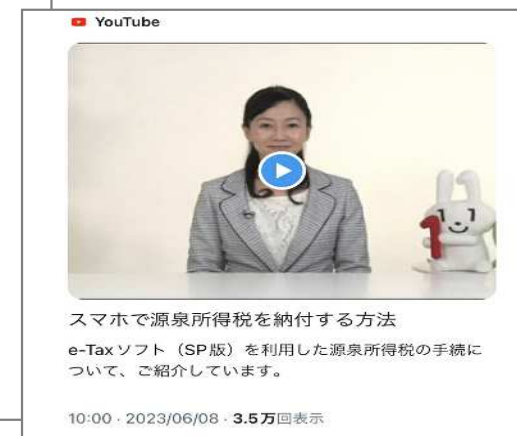 YouTube
1 1
1
スマホで源泉所得税を納付する方法
e-Taxソフト（SP版）を利用した源泉所得税の手続に
ついて、ご紹介しています。
10:00 · 2023/06/08 · 3.5万回表示